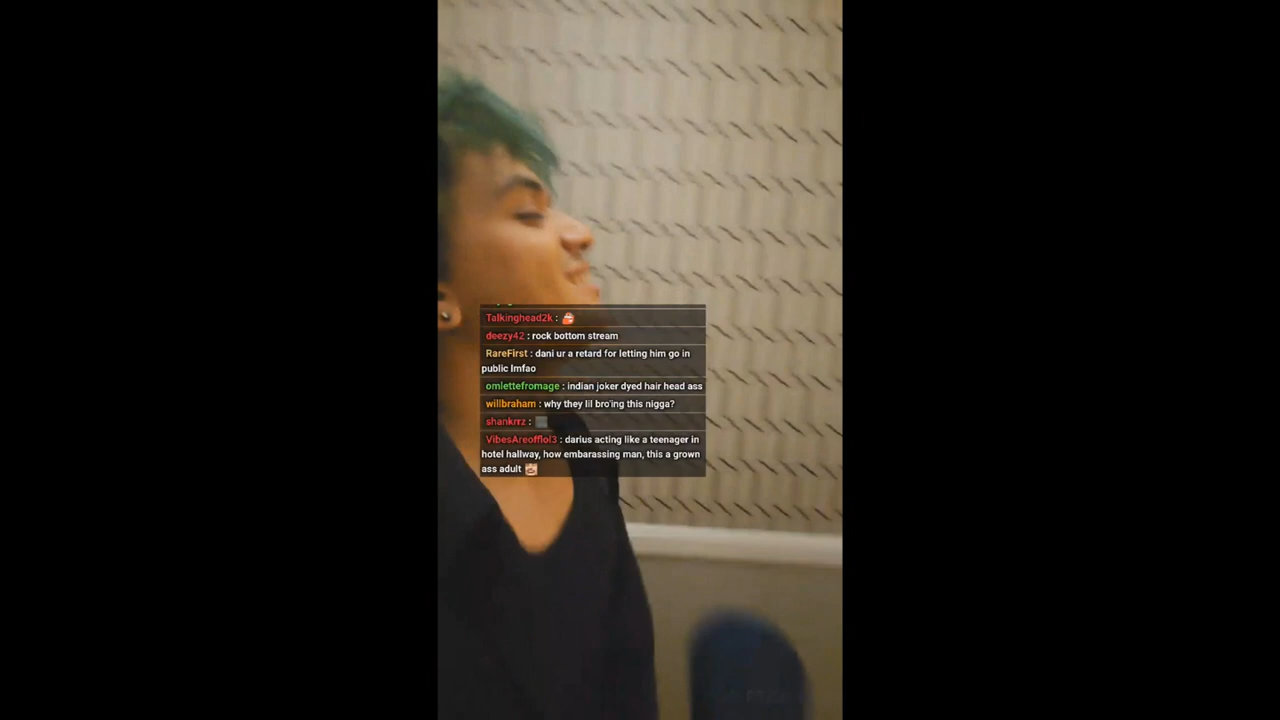 Talkinghead2k :
deezy42 : rock bottom stream
RareFirst : dani ur a retard for letting him go in
public lmfao
omlettefromage : indian joker dyed hair head ass
willbraham : why they lil bro'ing this nigga?
shankrrz :
VibesAreofflol3 : darius acting like a teenager in
hotel hallway, how embarassing man, this a grown
ass adult